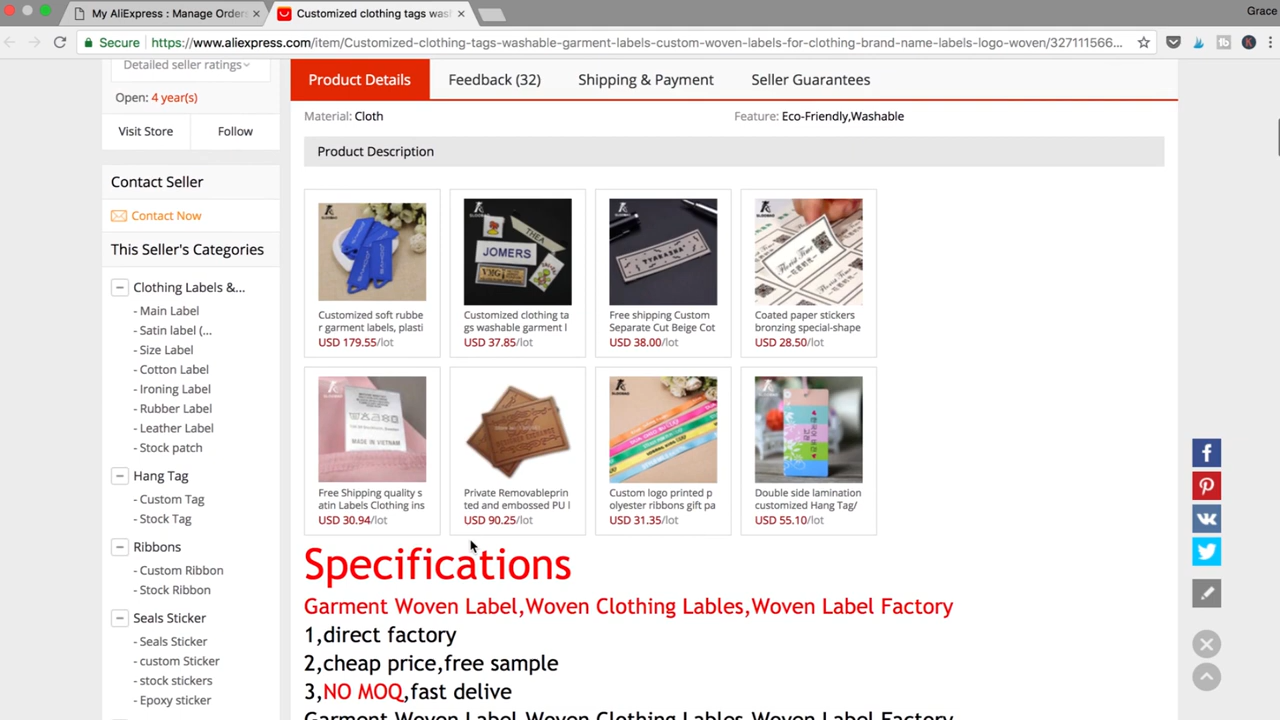 My AliExpress : Manage Orders
Customized clothing tags was
Grace
Secure
https://www.aliexpress.com/item/Customized-clothing-tags-washable-garment-labels-custom-woven-labels-for-clothing-brand-name-labels-logo-woven/327111566...
Detailed seller ratings
Open: 4 year(s)
Visit Store
Follow
Contact Seller
Contact Now
This Seller's Categories
Clothing Labels &...
- Main Label
- Satin label (...
- Size Label
- Cotton Label
- Ironing Label
- Rubber Label
- Leather Label
- Stock patch
Hang Tag
- Custom Tag
- Stock Tag
Ribbons
- Custom Ribbon
- Stock Ribbon
Seals Sticker
- Seals Sticker
- custom Sticker
- stock stickers
- Epoxy sticker
Product Details
Feedback (32)
Shipping & Payment
Seller Guarantees
Material: Cloth
Feature: Eco-Friendly,Washable
Product Description
Customized soft rubbe
r garment labels, plasti
USD 179.55/lot
THEA
JOMERS
Customized clothing ta
gs washable garment l
USD 37.85/lot
Free shipping Custom
Separate Cut Beige Cot
USD 38.00/lot
Coated paper stickers
bronzing special-shape
USD 28.50/lot
MADE IN VIETNAM
Free Shipping quality s
atin Labels Clothing ins
USD 30.94/lot
Private Removableprin
ted and embossed PU l
USD 90.25/lot
Custom logo printed p
olyester ribbons gift pa
USD 31.35/lot
Double side lamination
customized Hang Tag/
USD 55.10/lot
Specifications
Garment Woven Label,Woven Clothing Lables,Woven Label Factory
1,direct factory
2,cheap price,free sample
3,NO MOQ,fast delive
Garment Woven Label,Woven Clothing Lables,Woven Label Factory